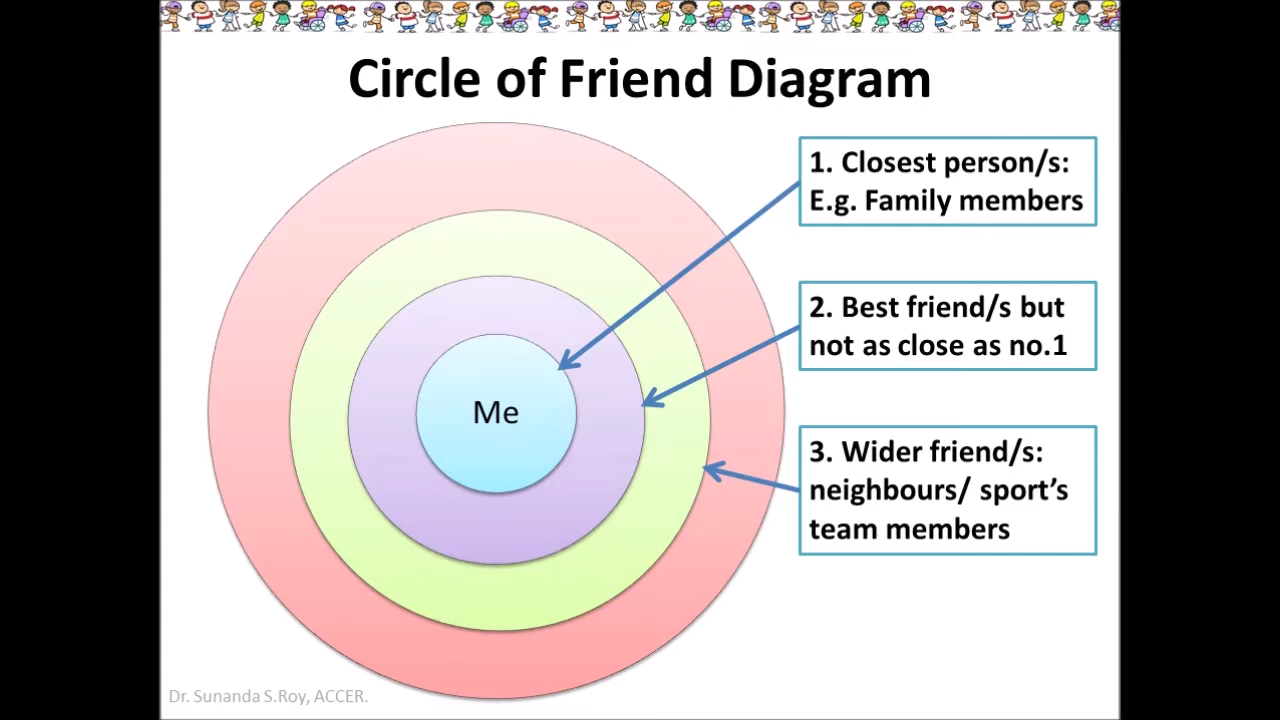 Circle of Friend Diagram
1. Closest person/s:
E.g. Family members
2. Best friend/s but
not as close as no.1
3. Wider friend/s:
neighbours/ sport's
team members
Me
Dr. Sunanda S.Roy, ACCER.